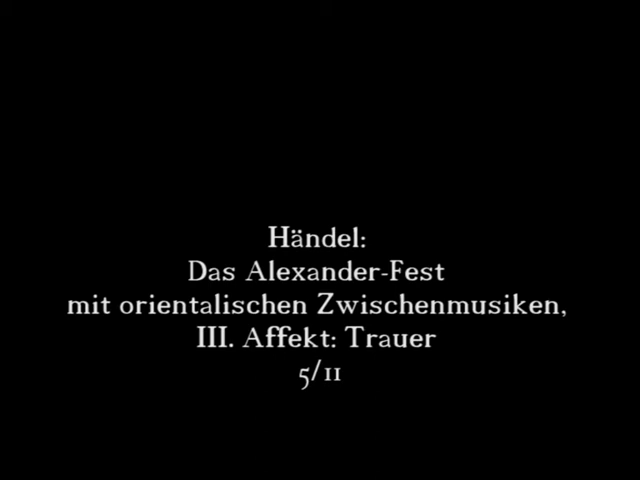 Händel:
Das Alexander-Fest
mit orientalischen Zwischenmusiken,
III. Affekt: Trauer
5/11